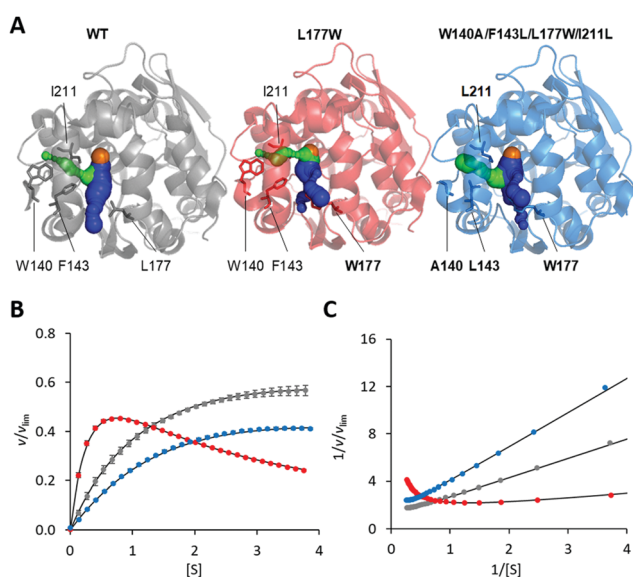 A
WT
L177W
W140A/F143L/L177W/I211L
I211
I211
L211
W140 F143 L177
W140 F143 W177
A140 L143 W177
B
C
0.8
0.6
0.4
0.2
0.0
v/vlim
0 1 2 3 4
[S]
16
12
8
4
0
1/v/vlim
0 1 2 3 4
1/[S]